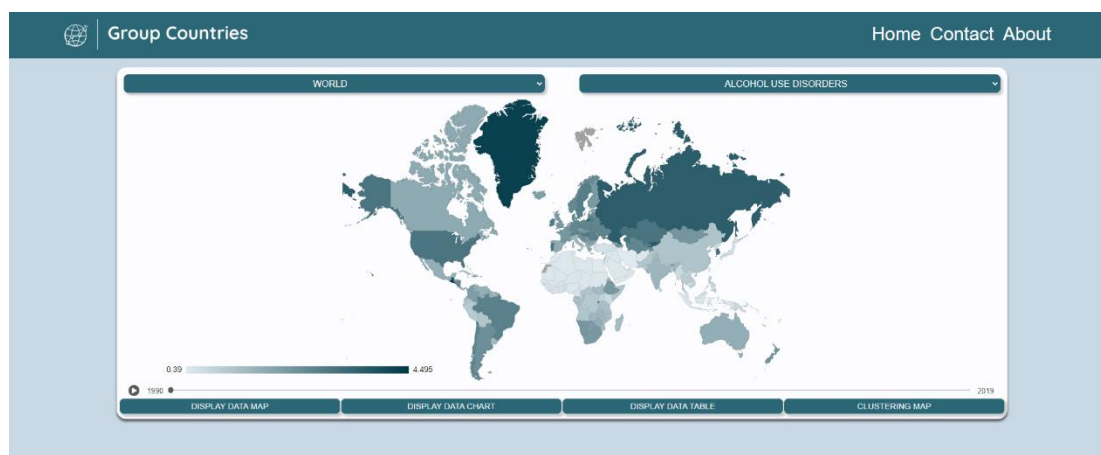 Group Countries
Home Contact About
WORLD
ALCOHOL USE DISORDERS
0.39
4.495
1990
2019
DISPLAY DATA MAP
DISPLAY DATA CHART
DISPLAY DATA TABLE
CLUSTERING MAP